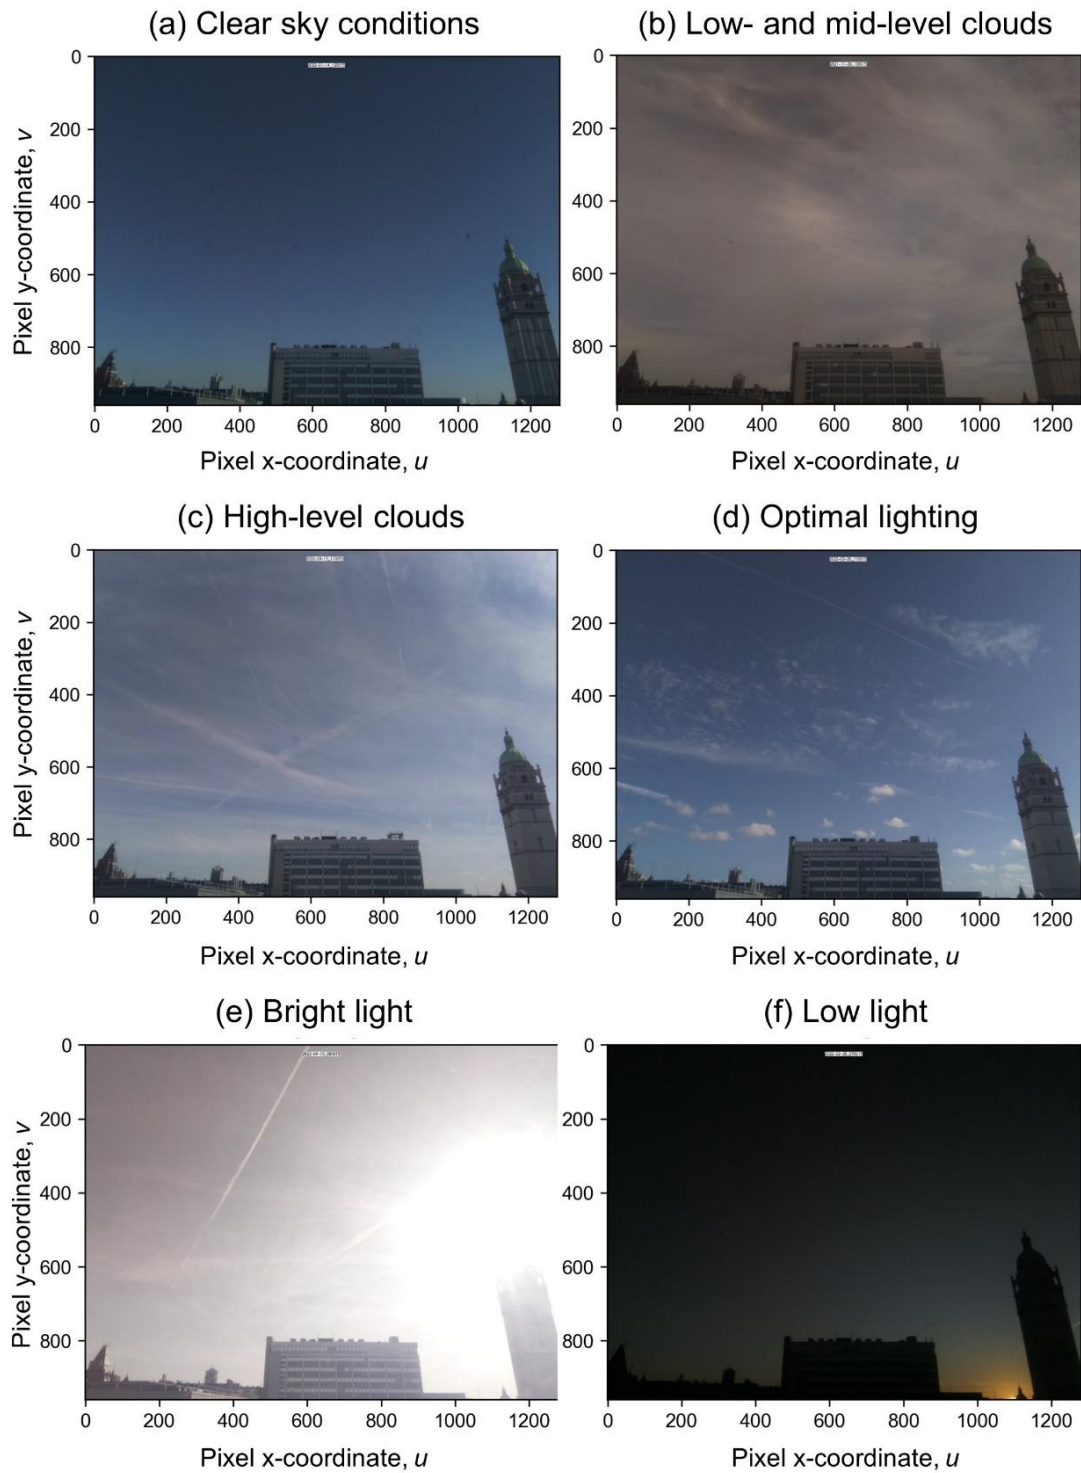 (a) Clear sky conditions
(b) Low- and mid-level clouds
0
200
400
600
800
Pixel y-coordinate, v
0 200 400 600 800 1000 1200
Pixel x-coordinate, u
0
200
400
600
800
0 200 400 600 800 1000 1200
Pixel x-coordinate, u
(c) High-level clouds
(d) Optimal lighting
0
200
400
600
800
Pixel y-coordinate, v
0 200 400 600 800 1000 1200
Pixel x-coordinate, u
0
200
400
600
800
0 200 400 600 800 1000 1200
Pixel x-coordinate, u
(e) Bright light
(f) Low light
0
200
400
600
800
Pixel y-coordinate, v
0 200 400 600 800 1000 1200
Pixel x-coordinate, u
0
200
400
600
800
0 200 400 600 800 1000 1200
Pixel x-coordinate, u